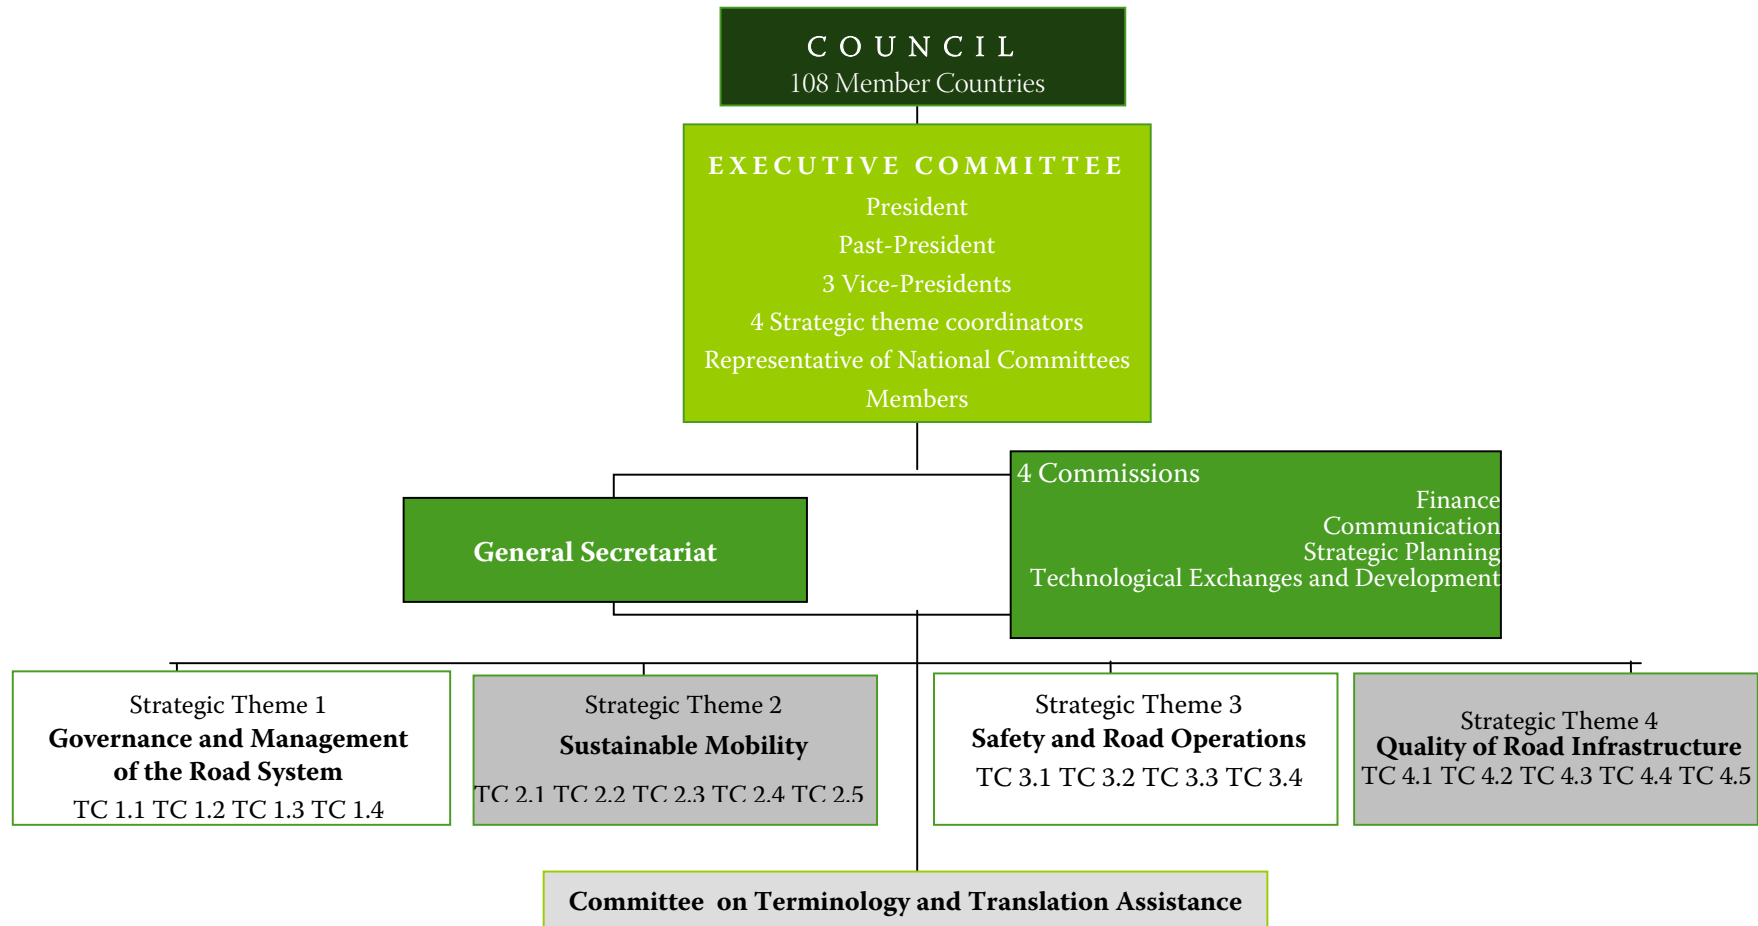 COUNCIL
108 Member Countries
EXECUTIVE COMMITTEE
President
Past-President
3 Vice-Presidents
4 Strategic theme coordinators
Representative of National Committees
Members
General Secretariat
4 Commissions
Finance
Communication
Strategic Planning
Technological Exchanges and Development
Strategic Theme 1
Governance and Management
of the Road System
TC 1.1 TC 1.2 TC 1.3 TC 1.4
Strategic Theme 2
Sustainable Mobility
TC 2.1 TC 2.2 TC 2.3 TC 2.4 TC 2.5
Strategic Theme 3
Safety and Road Operations
TC 3.1 TC 3.2 TC 3.3 TC 3.4
Strategic Theme 4
Quality of Road Infrastructure
TC 4.1 TC 4.2 TC 4.3 TC 4.4 TC 4.5
Committee on Terminology and Translation Assistance